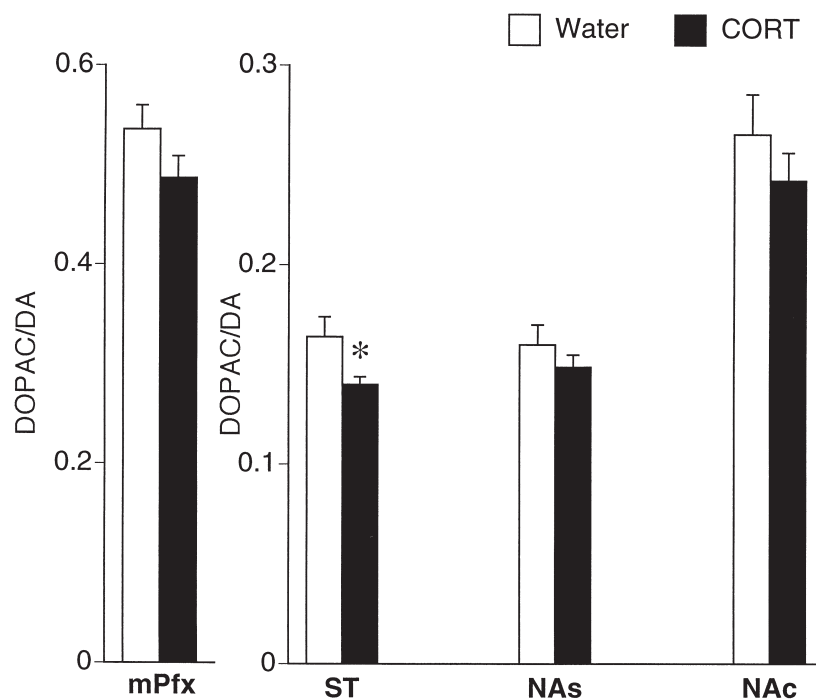 Water CORT
0.6
0.4
0.2
0
DOPAC/DA
mPfx
0.3
0.2
0.1
0
DOPAC/DA
*
ST NAs NAc